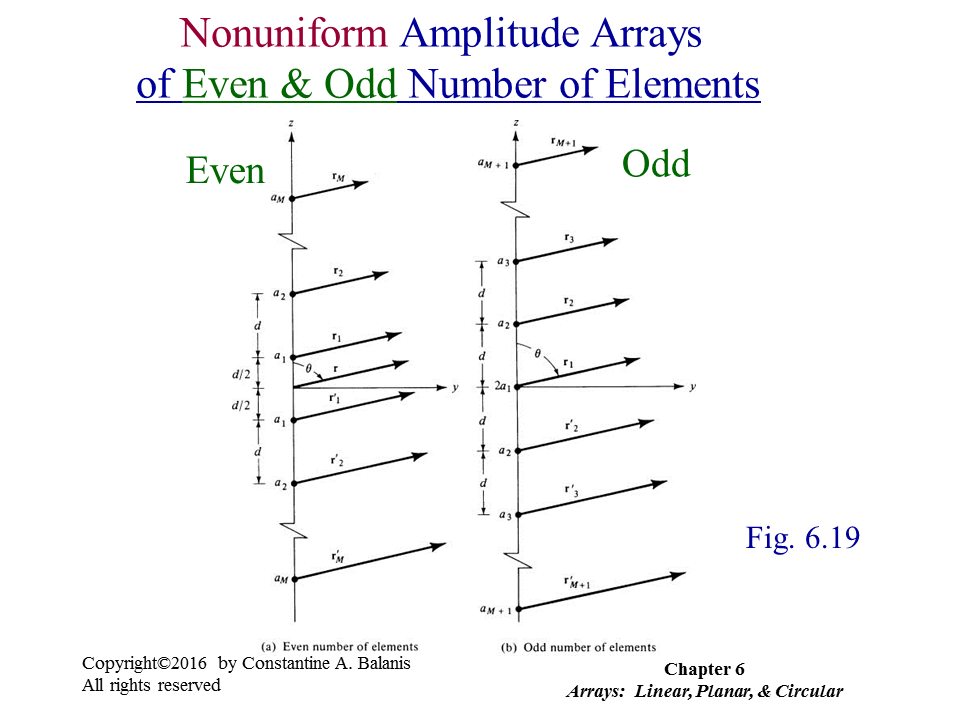 Nonuniform Amplitude Arrays
of Even & Odd Number of Elements
Even
z
r_M
a_M
r_2
a_2
d
r_1
a_1
θ
r
d/2
y
d/2
r'_1
a_1
d
r'_2
a_2
r'_M
a_M
(a) Even number of elements
Odd
z
r_{M+1}
a_{M+1}
r_3
a_3
d
r_2
a_2
d
θ
r_1
2a_1
y
d
r'_2
a_2
d
r'_3
a_3
r'_{M+1}
a_{M+1}
(b) Odd number of elements
Fig. 6.19
Copyright©2016 by Constantine A. Balanis
All rights reserved
Chapter 6
Arrays: Linear, Planar, & Circular